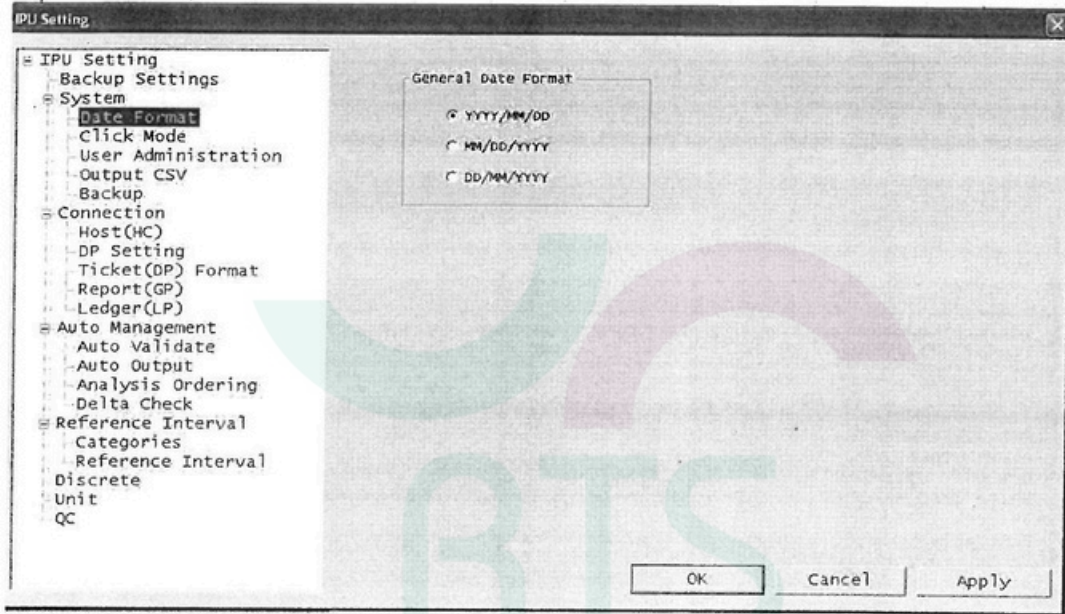 IPU Setting
IPU Setting
Backup Settings
System
Date Format
Click Mode
User Administration
Output CSV
Backup
Connection
Host(HC)
DP Setting
Ticket(DP) Format
Report(GP)
Ledger(LP)
Auto Management
Auto Validate
Auto Output
Analysis Ordering
Delta Check
Reference Interval
Categories
Reference Interval
Discrete
Unit
QC
General Date Format
YYYY/MM/DD
MM/DD/YYYY
DD/MM/YYYY
OK Cancel Apply
RTS